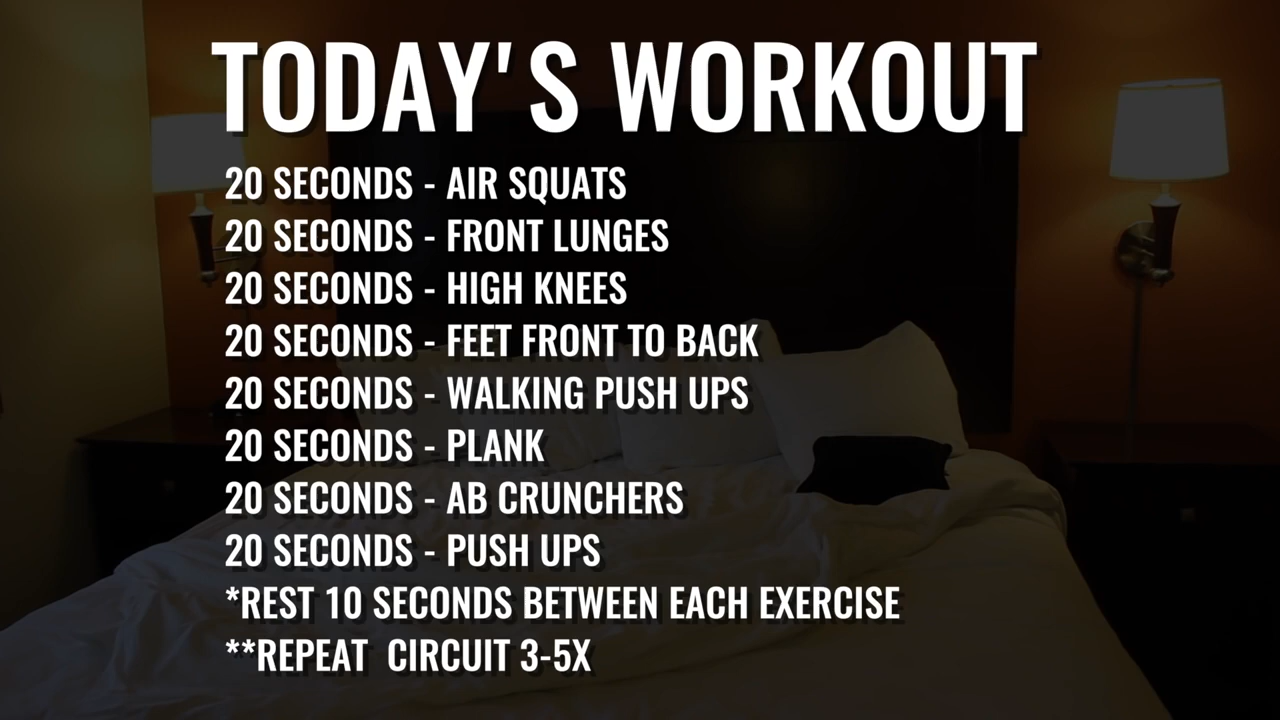 TODAY'S WORKOUT
20 SECONDS - AIR SQUATS
20 SECONDS - FRONT LUNGES
20 SECONDS - HIGH KNEES
20 SECONDS - FEET FRONT TO BACK
20 SECONDS - WALKING PUSH UPS
20 SECONDS - PLANK
20 SECONDS - AB CRUNCHERS
20 SECONDS - PUSH UPS
*REST 10 SECONDS BETWEEN EACH EXERCISE
**REPEAT  CIRCUIT 3-5X